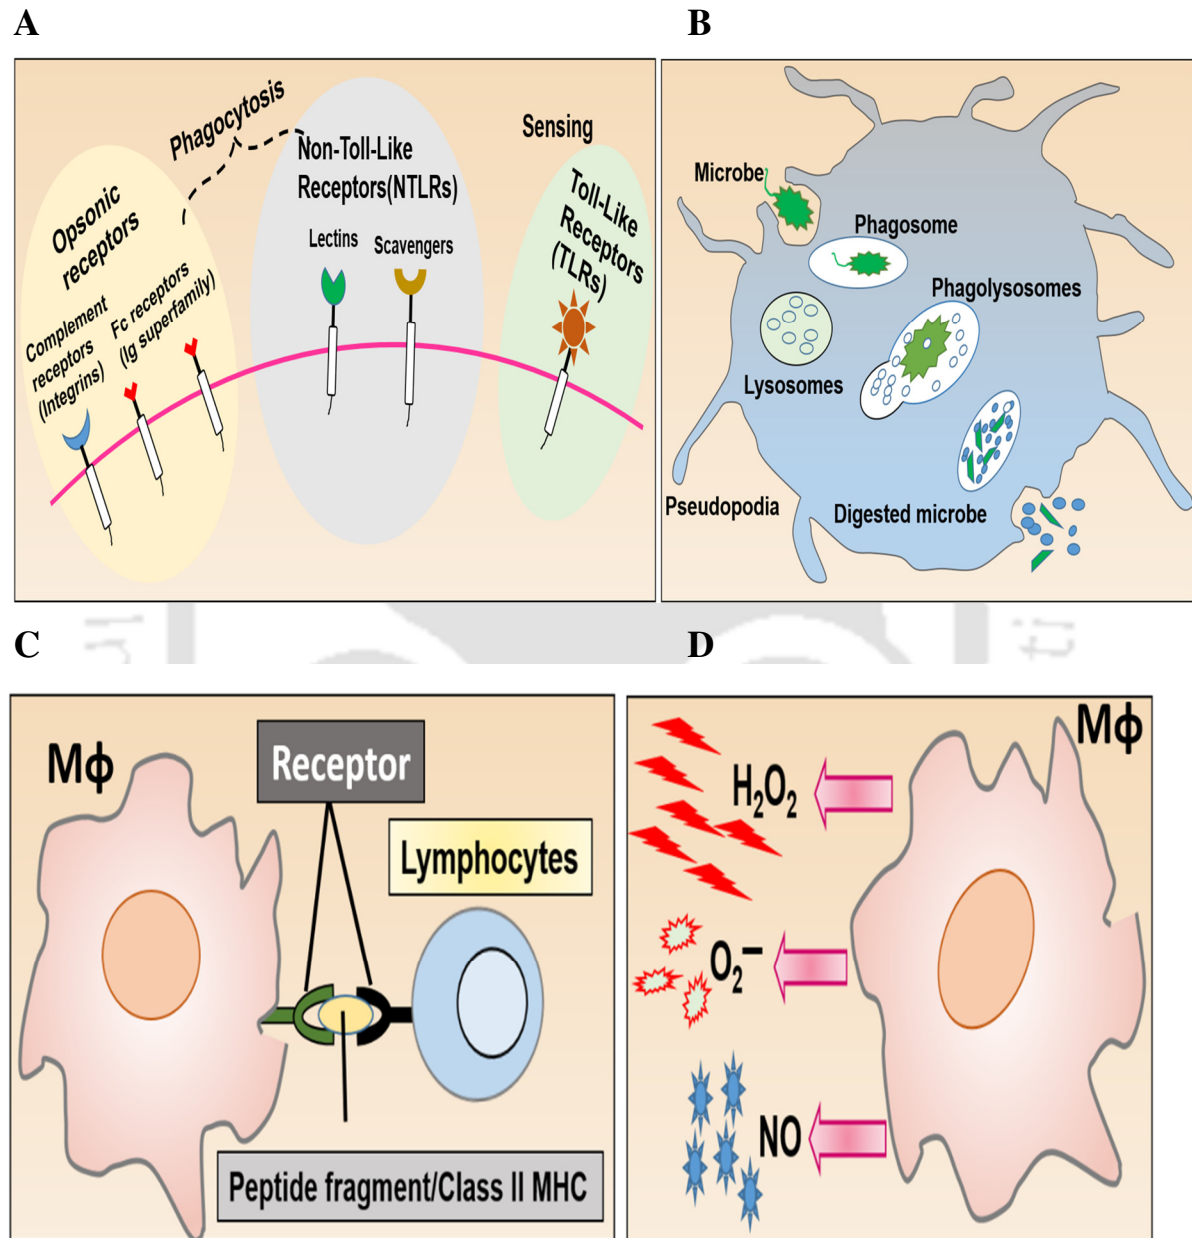 A
B
Phagocytosis
Sensing
Non-Toll-Like
Receptors(NTLRs)
Opsonic
receptors
Lectins
Scavengers
Toll-Like
Receptors
(TLRs)
Complement
receptors
(Integrins)
Fc receptors
(Ig superfamily)
Microbe
Phagosome
Phagolysosomes
Lysosomes
Pseudopodia
Digested microbe
C
D
Mϕ
Receptor
Lymphocytes
Peptide fragment/Class II MHC
Mϕ
H₂O₂
O₂⁻
NO